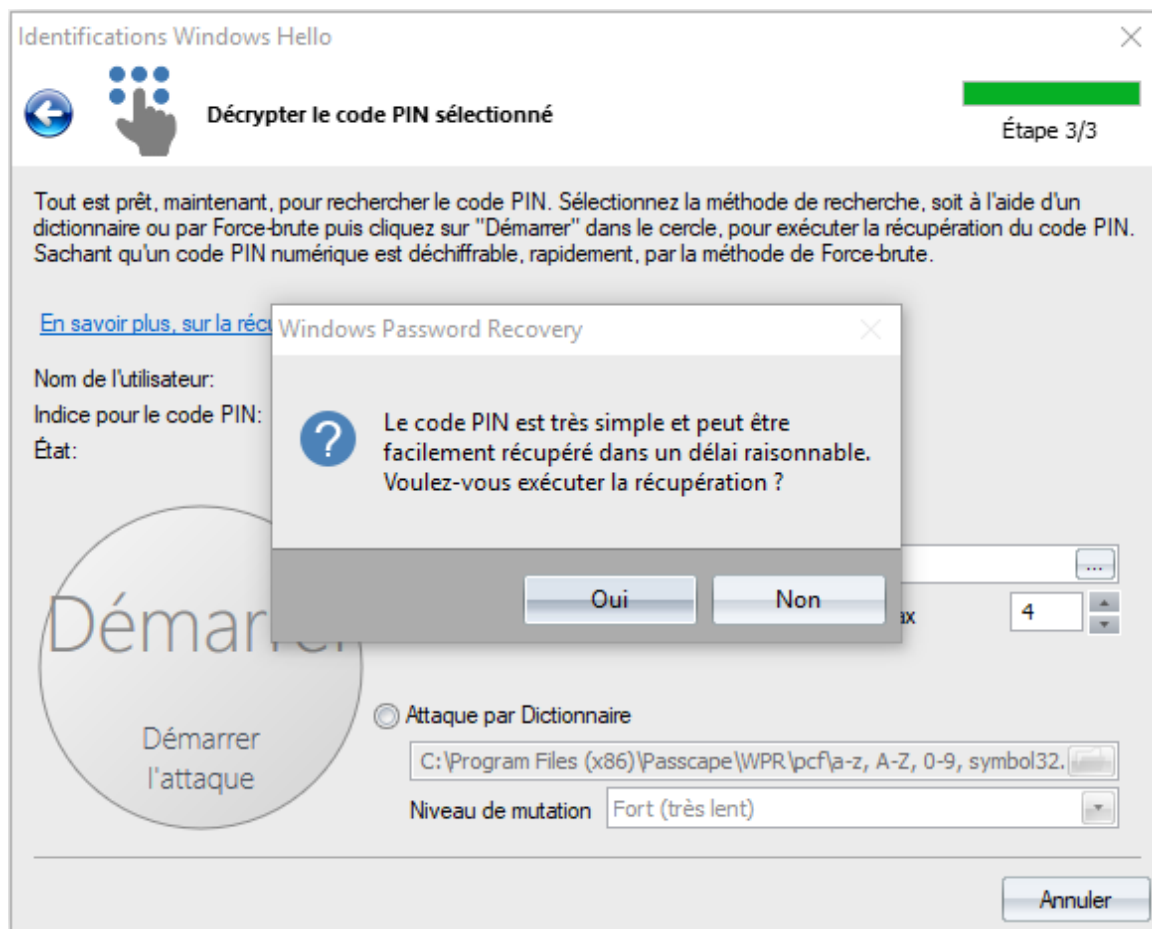 Identifications Windows Hello
Décrypter le code PIN sélectionné
Étape 3/3
Tout est prêt, maintenant, pour rechercher le code PIN. Sélectionnez la méthode de recherche, soit à l'aide d'un
dictionnaire ou par Force-brute puis cliquez sur "Démarrer" dans le cercle, pour exécuter la récupération du code PIN.
Sachant qu'un code PIN numérique est déchiffrable, rapidement, par la méthode de Force-brute.
En savoir plus, sur la
Windows Password Recovery
Nom de l'utilisateur:
Indice pour le code PIN:
État:
Le code PIN est très simple et peut être
facilement récupéré dans un délai raisonnable.
Voulez-vous exécuter la récupération ?
Oui
Non
...
4
Démarrer
Démarrer
l'attaque
Attaque par Dictionnaire
C:\Program Files (x86)\Passcape\WPR\pcf\a-z, A-Z, 0-9, symbol32.
Niveau de mutation
Fort (très lent)
Annuler